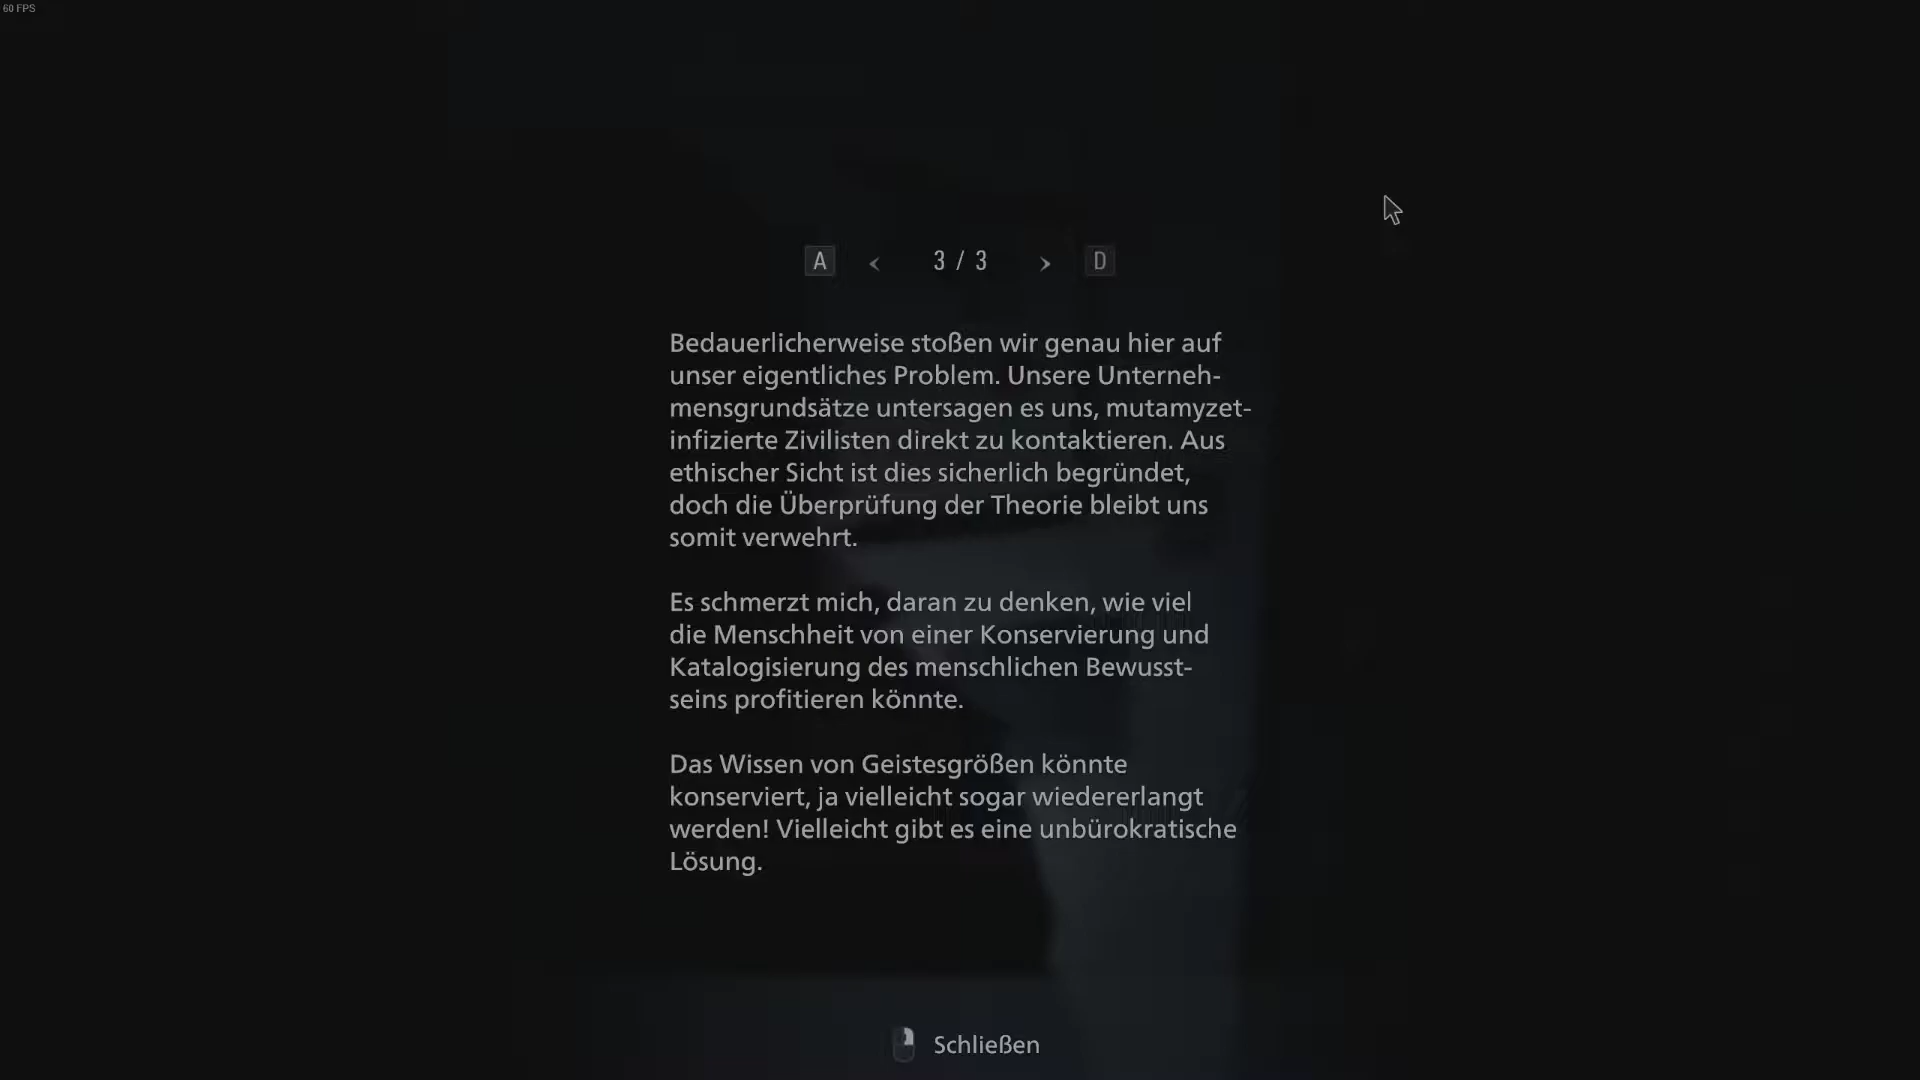 60 FPS
A < 3 / 3 > D
Bedauerlicherweise stoßen wir genau hier auf
unser eigentliches Problem. Unsere Unterneh-
mensgrundsätze untersagen es uns, mutamyzet-
infizierte Zivilisten direkt zu kontaktieren. Aus
ethischer Sicht ist dies sicherlich begründet,
doch die Überprüfung der Theorie bleibt uns
somit verwehrt.
Es schmerzt mich, daran zu denken, wie viel
die Menschheit von einer Konservierung und
Katalogisierung des menschlichen Bewusst-
seins profitieren könnte.
Das Wissen von Geistesgrößen könnte
konserviert, ja vielleicht sogar wiedererlangt
werden! Vielleicht gibt es eine unbürokratische
Lösung.
Schließen